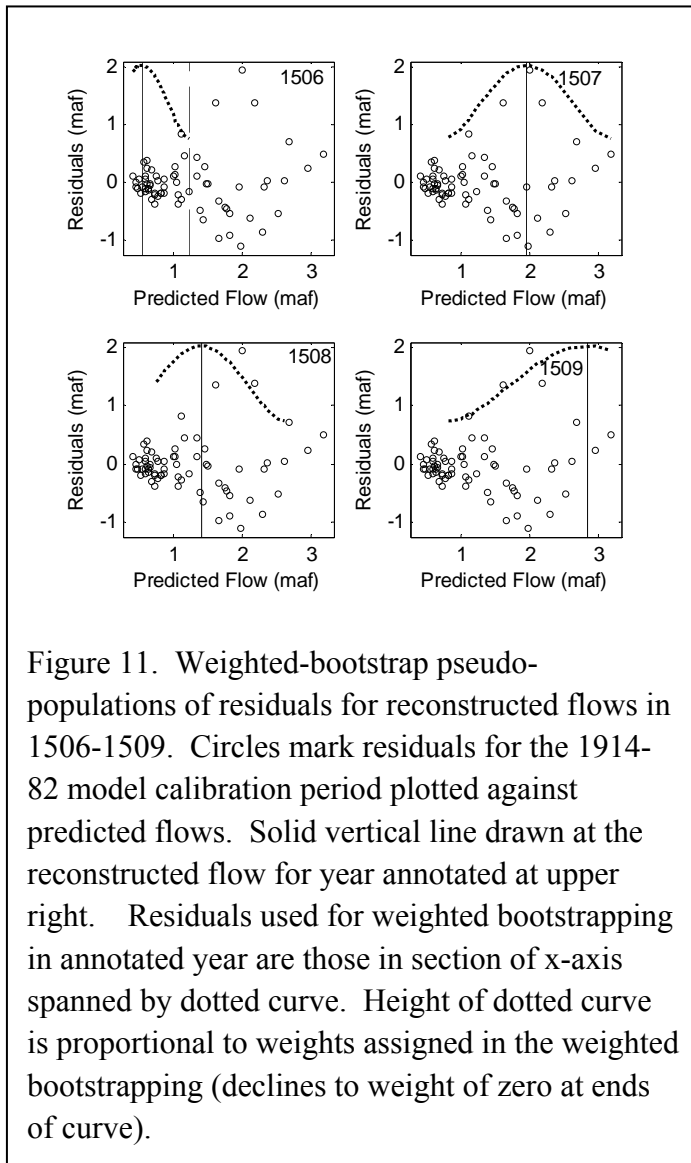 2
1506
1
0
-1
Residuals (maf)
1 2 3
Predicted Flow (maf)
2
1507
1
0
-1
Residuals (maf)
1 2 3
Predicted Flow (maf)
2
1508
1
0
-1
Residuals (maf)
1 2 3
Predicted Flow (maf)
2
1509
1
0
-1
Residuals (maf)
1 2 3
Predicted Flow (maf)
Figure 11.  Weighted-bootstrap pseudo-
populations of residuals for reconstructed flows in
1506-1509.  Circles mark residuals for the 1914-
82 model calibration period plotted against
predicted flows.  Solid vertical line drawn at the
reconstructed flow for year annotated at upper
right.    Residuals used for weighted bootstrapping
in annotated year are those in section of x-axis
spanned by dotted curve.  Height of dotted curve
is proportional to weights assigned in the weighted
bootstrapping (declines to weight of zero at ends
of curve).